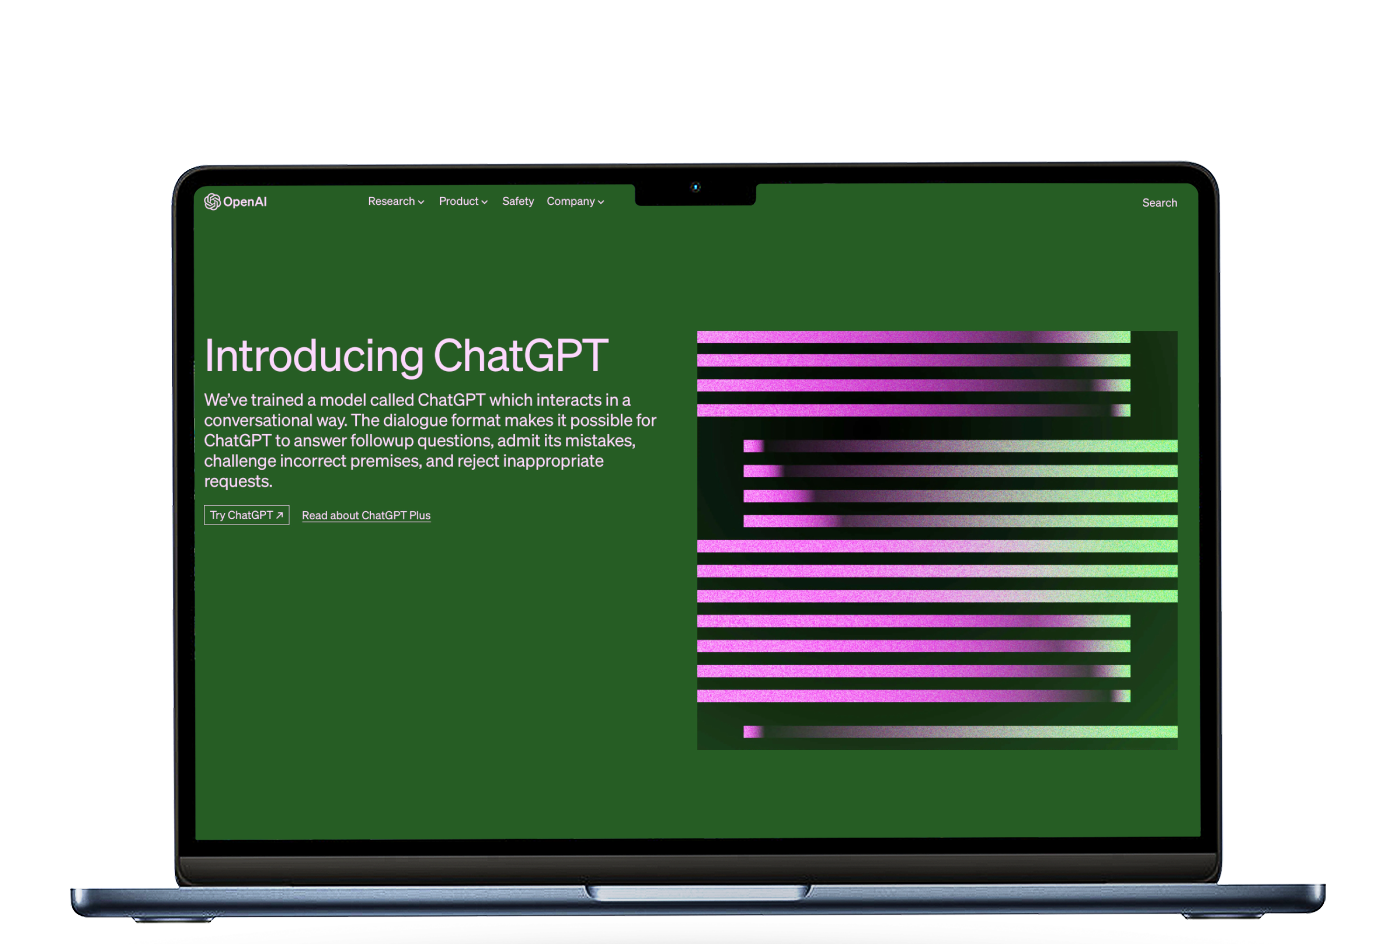 OpenAI
Research Product Safety Company
Search
Introducing ChatGPT
We've trained a model called ChatGPT which interacts in a
conversational way. The dialogue format makes it possible for
ChatGPT to answer followup questions, admit its mistakes,
challenge incorrect premises, and reject inappropriate
requests.
Try ChatGPT ↗ Read about ChatGPT Plus